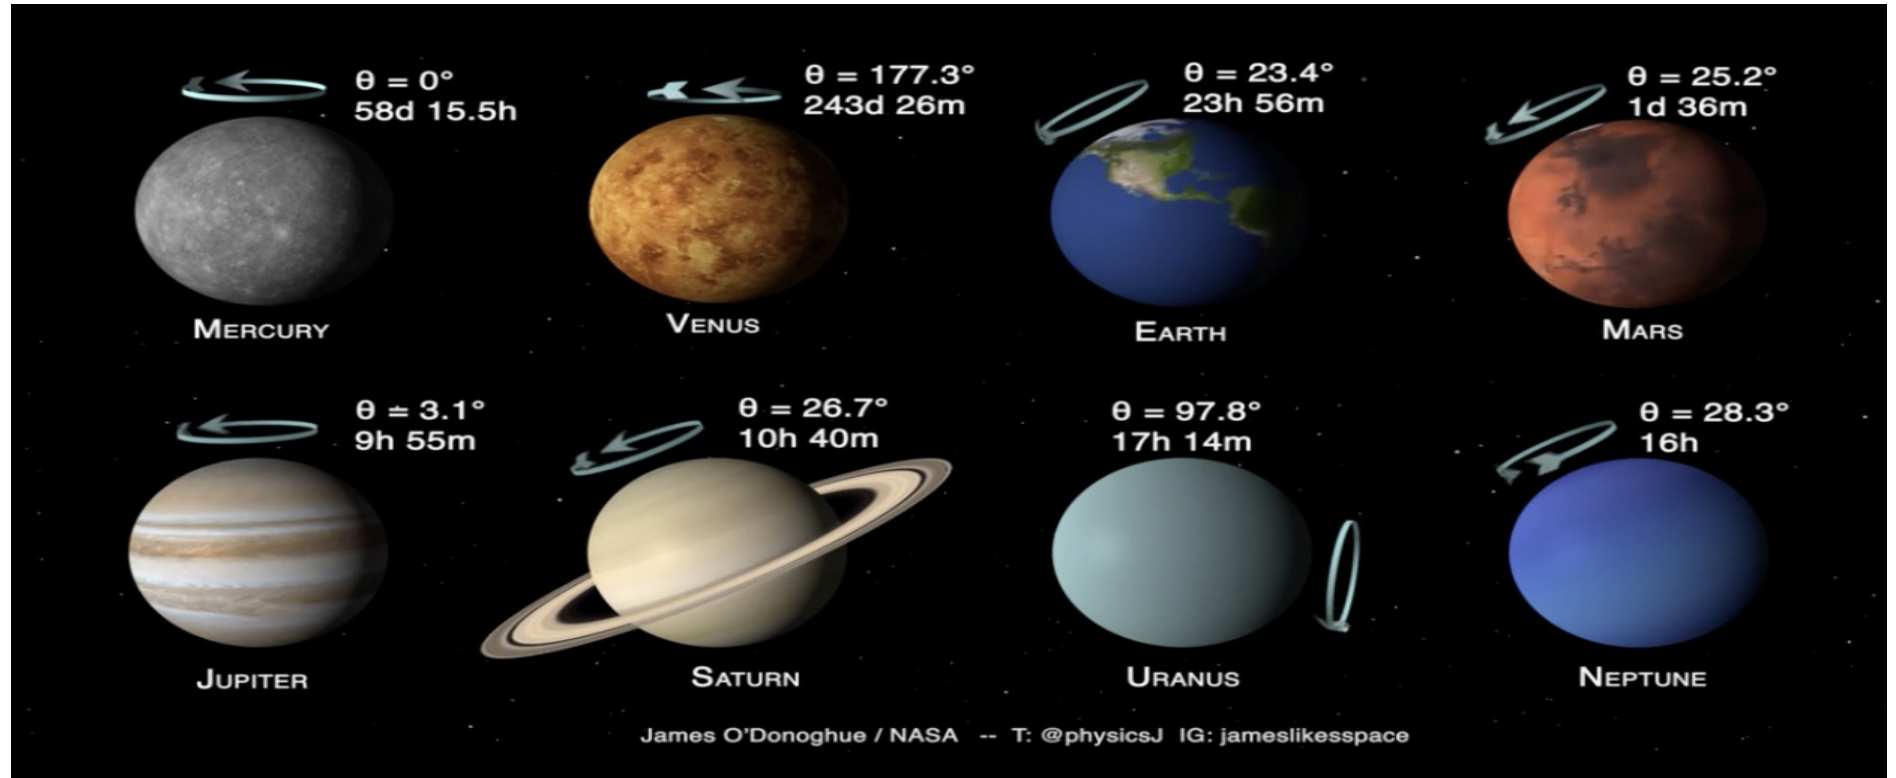 θ = 0°
58d 15.5h
MERCURY
θ = 177.3°
243d 26m
VENUS
θ = 23.4°
23h 56m
EARTH
θ = 25.2°
1d 36m
MARS
θ = 3.1°
9h 55m
JUPITER
θ = 26.7°
10h 40m
SATURN
θ = 97.8°
17h 14m
URANUS
θ = 28.3°
16h
NEPTUNE
James O'Donoghue / NASA -- T: @physicsJ IG: jameslikesspace